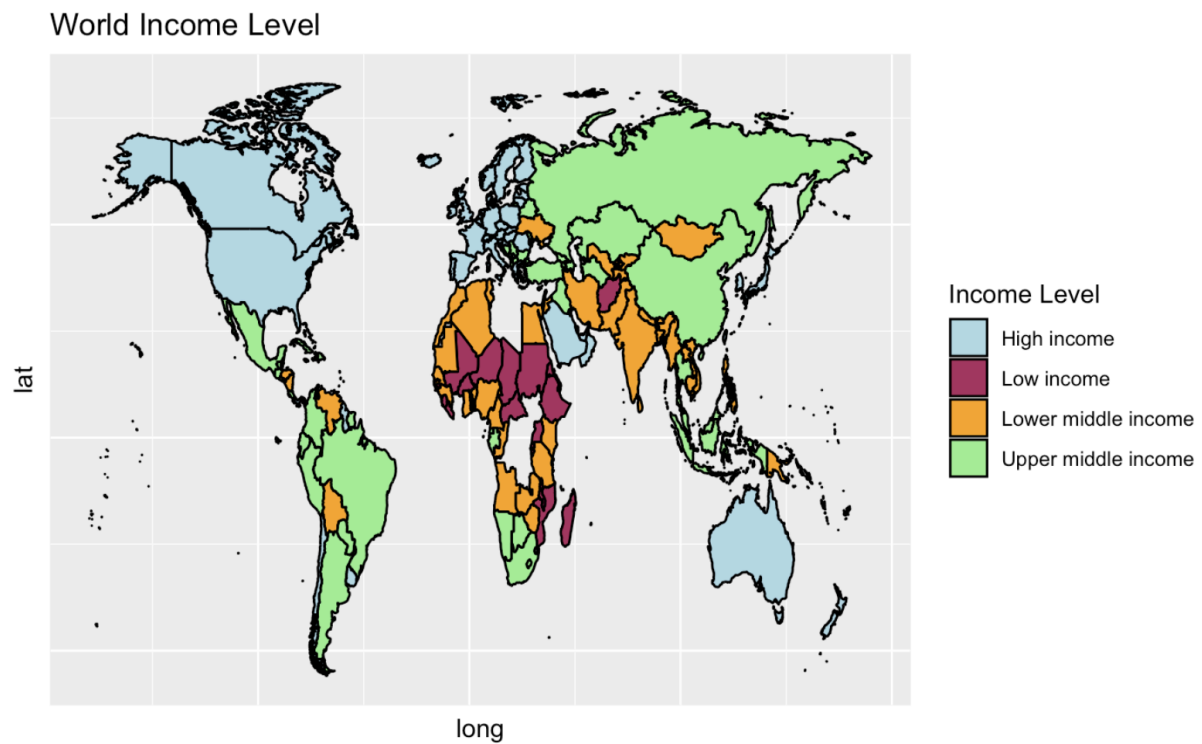 World Income Level
lat
long
Income Level
High income
Low income
Lower middle income
Upper middle income